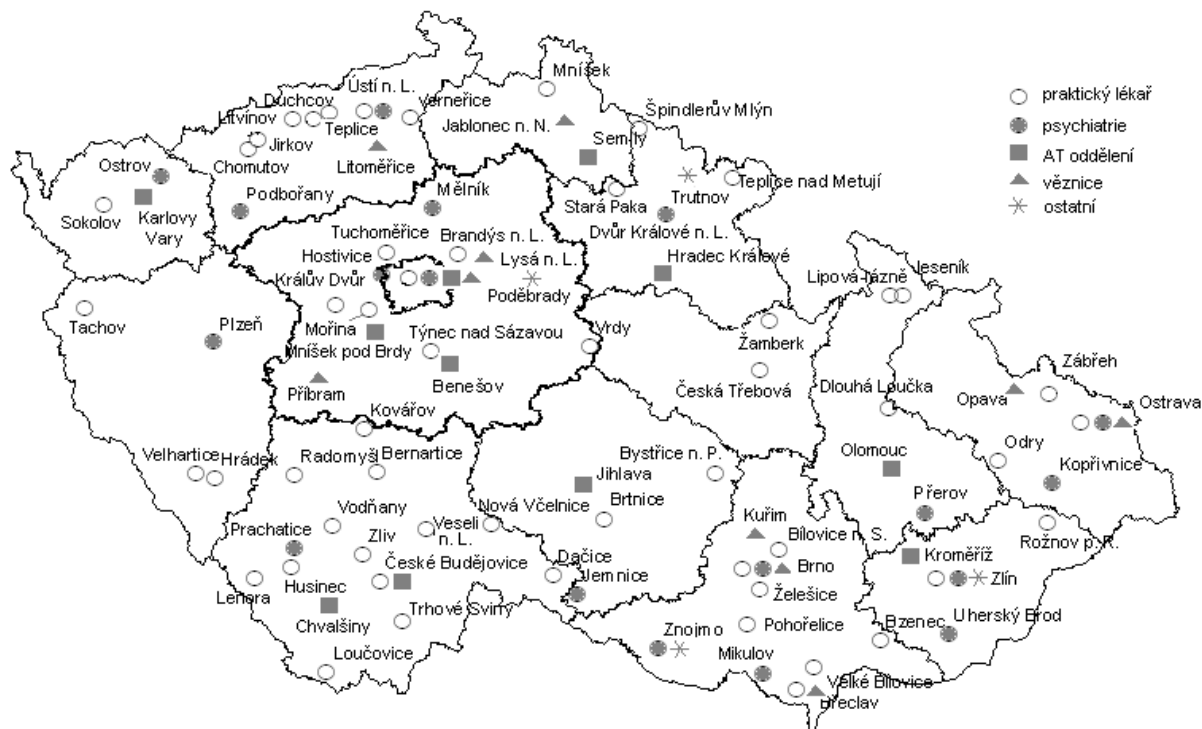 Mníšek
praktický lékař
Ústí n. L.
Duchcov
Verneřice
Špindlerův Mlýn
psychiatrie
Litvínov
Teplice
Jablonec n. N.
Jirkov
Semily
AT oddělení
Chomutov
Litoměřice
Ostrov
věznice
Podbořany
Mělník
Trutnov
Teplice nad Metují
Stará Paka
ostatní
Sokolov
Karlovy
Vary
Tuchoměřice
Brandýs n. L.
Dvůr Králové n. L.
Hostivice
Lysá n. L.
Hradec Králové
Králův Dvůr
Lipová-lázně
Jeseník
Poděbrady
Tachov
Plzeň
Mořina
Týnec nad Sázavou
Vrdy
Žamberk
Mníšek pod Brdy
Benešov
Zábřeh
Příbram
Česká Třebová
Dlouhá Loučka
Opava
Ostrava
Kovářov
Velhartice
Hrádek
Radomyšl
Bernartice
Bystřice n. P.
Olomouc
Odry
Jihlava
Kopřivnice
Vodňany
Nová Včelnice
Brtnice
Přerov
Prachatice
Zliv
Veselí
n. L.
Kuřim
Bílovice n. S.
Rožnov p. R.
České Budějovice
Dačice
Kroměříž
Jemnice
Brno
Zlín
Lenora
Husinec
Želešice
Chvalšiny
Trhové Sviny
Pohořelice
Bzenec
Uherský Brod
Znojmo
Loučovice
Mikulov
Velké Bílovice
Břeclav